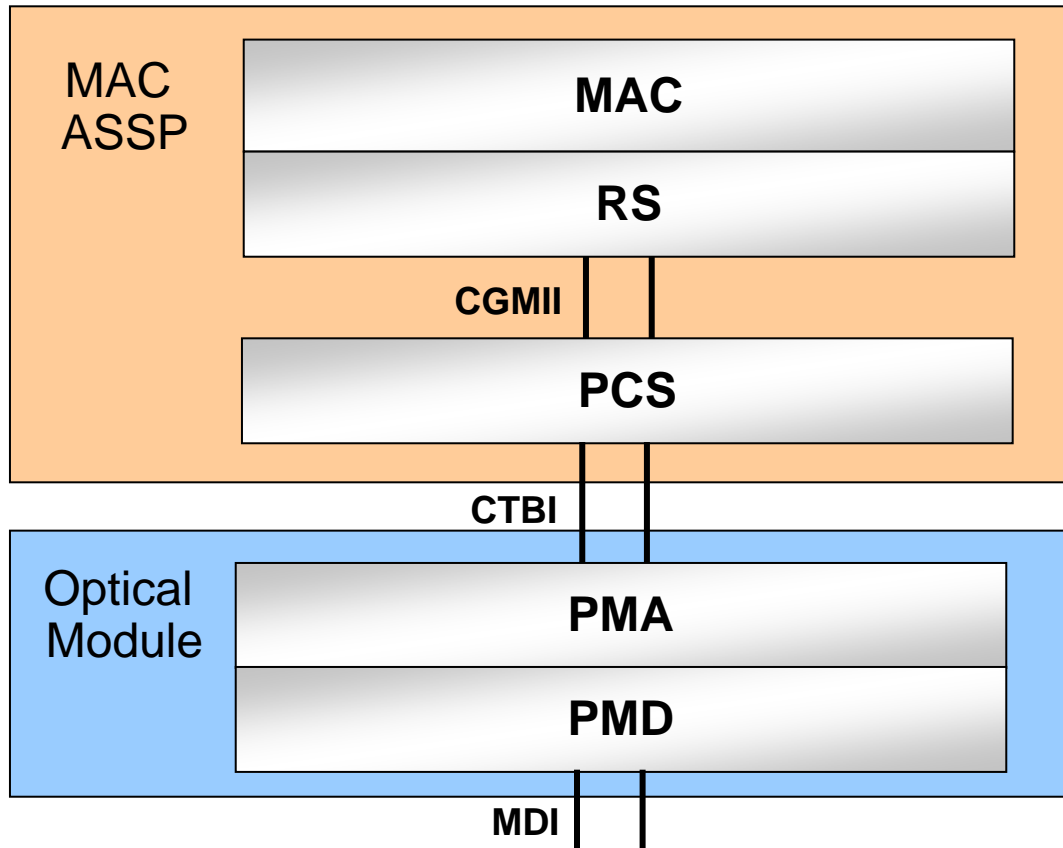 MAC
ASSP
MAC
RS
CGMII
PCS
CTBI
Optical
Module
PMA
PMD
MDI